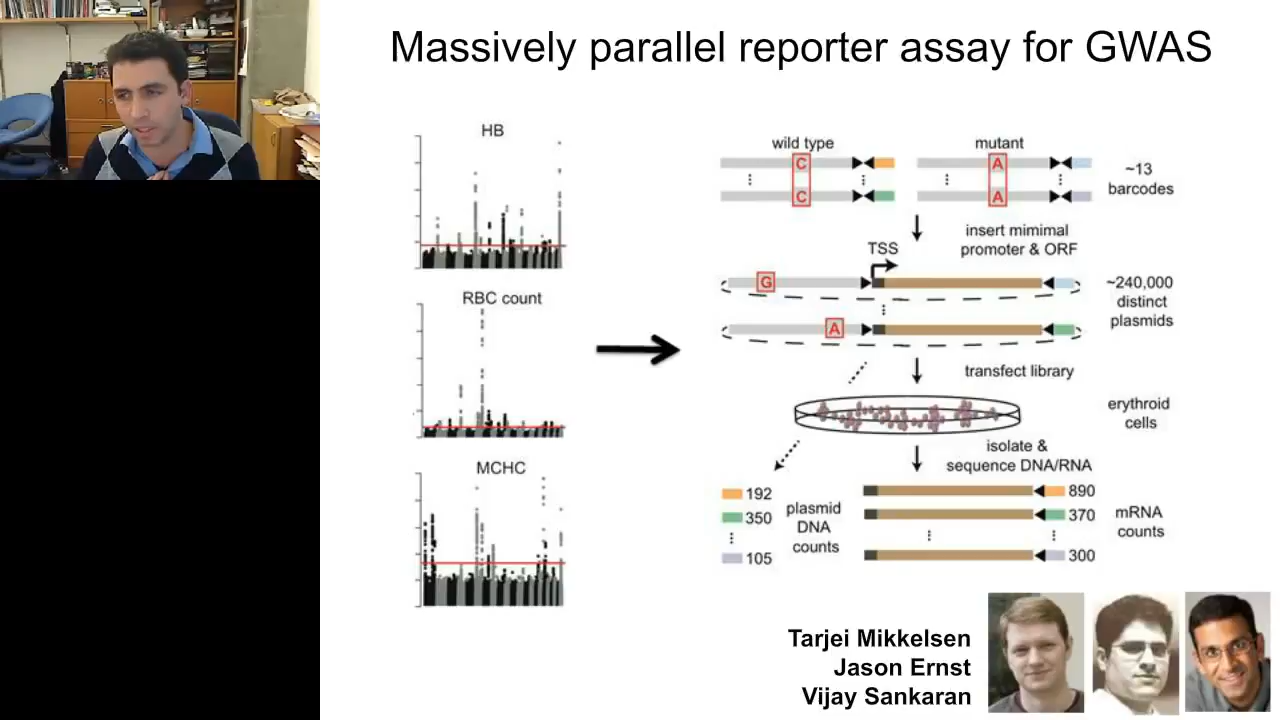 Massively parallel reporter assay for GWAS
HB
RBC count
MCHC
wild type
mutant
C
A
C
A
~13
barcodes
insert mimimal
promoter & ORF
TSS
G
~240,000
distinct
plasmids
A
transfect library
erythroid
cells
isolate &
sequence DNA/RNA
192
350
105
plasmid
DNA
counts
890
370
300
mRNA
counts
Tarjei Mikkelsen
Jason Ernst
Vijay Sankaran